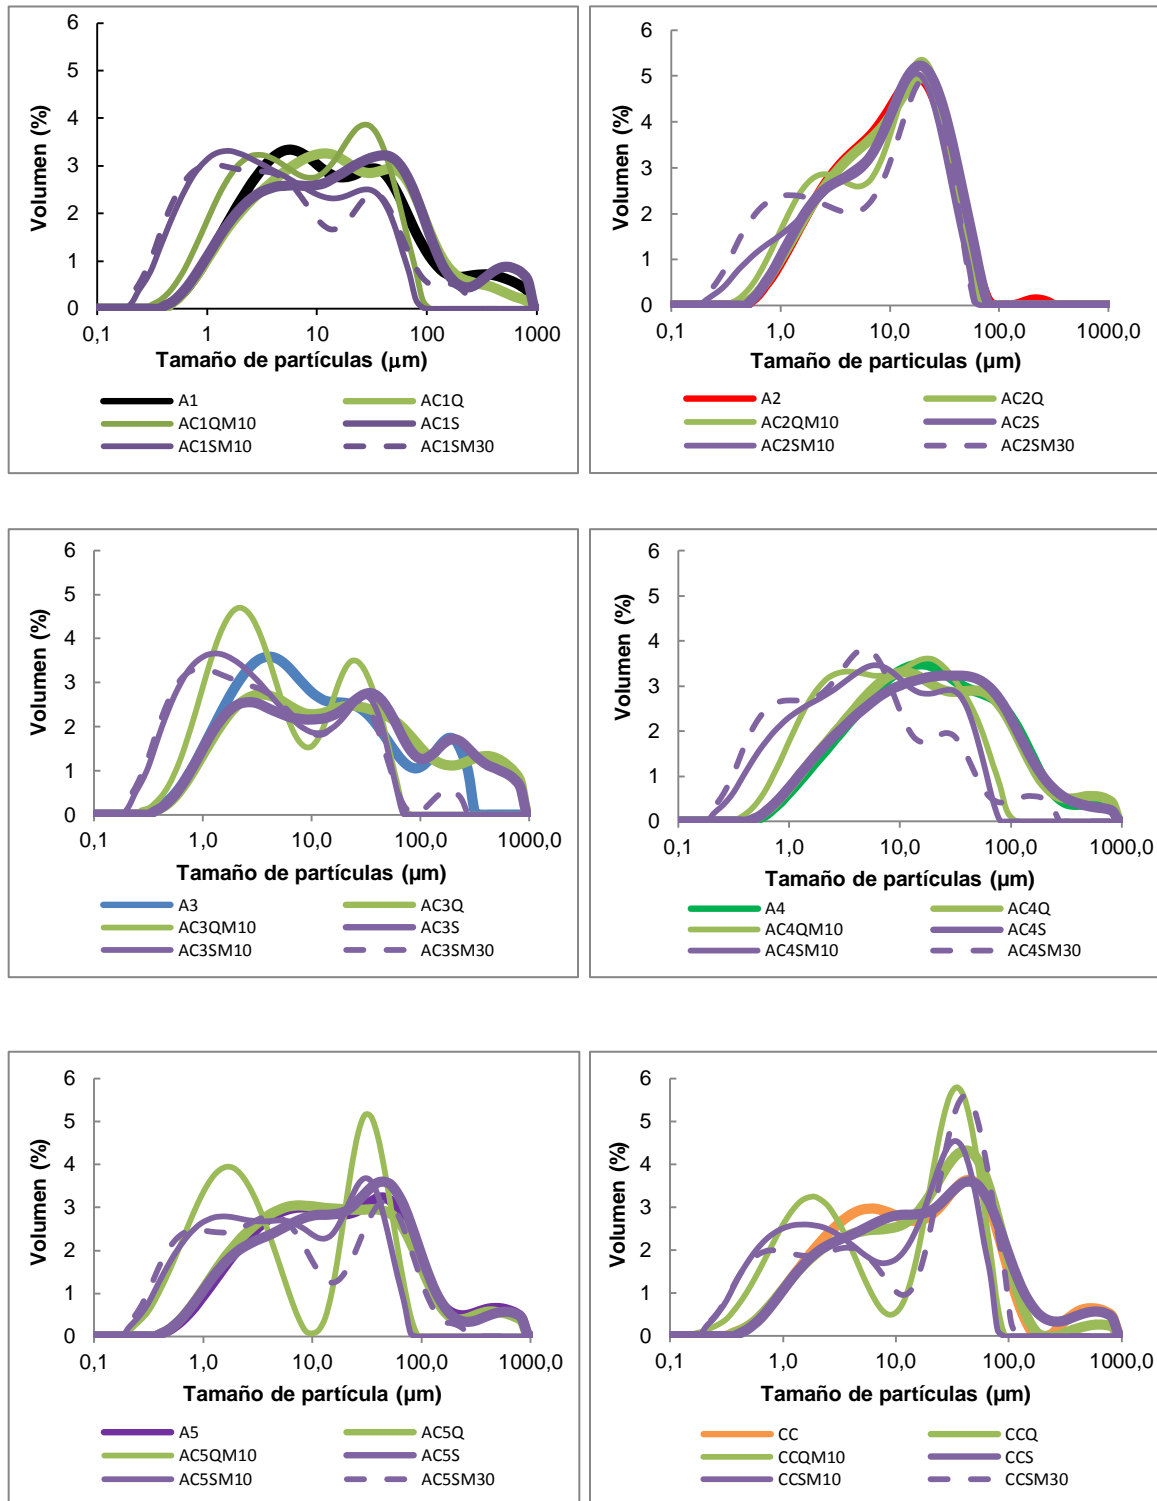 6
5
4
3
2
1
0
Volumen (%)
0,1 1 10 100 1000
Tamaño de partículas (μm)
A1 AC1Q
AC1QM10 AC1S
AC1SM10 AC1SM30
6
5
4
3
2
1
0
Volumen (%)
0,1 1,0 10,0 100,0 1000,0
Tamaño de partículas (μm)
A2 AC2Q
AC2QM10 AC2S
AC2SM10 AC2SM30
6
5
4
3
2
1
0
Volumen (%)
0,1 1,0 10,0 100,0 1000,0
Tamaño de partículas (μm)
A3 AC3Q
AC3QM10 AC3S
AC3SM10 AC3SM30
6
5
4
3
2
1
0
Volumen (%)
0,1 1,0 10,0 100,0 1000,0
Tamaño de partículas (μm)
A4 AC4Q
AC4QM10 AC4S
AC4SM10 AC4SM30
6
5
4
3
2
1
0
Volumen (%)
0,1 1,0 10,0 100,0 1000,0
Tamaño de partícula (μm)
A5 AC5Q
AC5QM10 AC5S
AC5SM10 AC5SM30
6
5
4
3
2
1
0
Volumen (%)
0,1 1,0 10,0 100,0 1000,0
Tamaño de partículas (μm)
CC CCQ
CCQM10 CCS
CCSM10 CCSM30